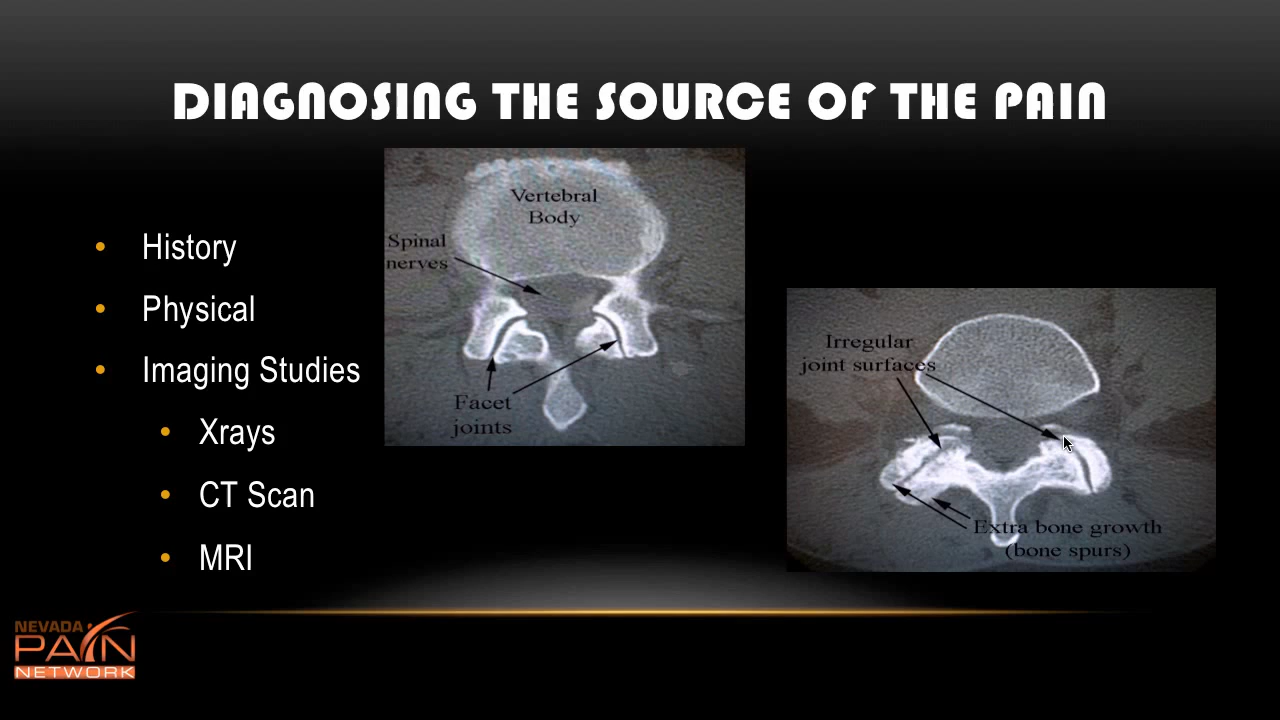 DIAGNOSING THE SOURCE OF THE PAIN
• History
• Physical
• Imaging Studies
• Xrays
• CT Scan
• MRI
Vertebral
Body
Spinal
nerves
Facet
joints
Irregular
joint surfaces
Extra bone growth
(bone spurs)
NEVADA
PAIN
NETWORK